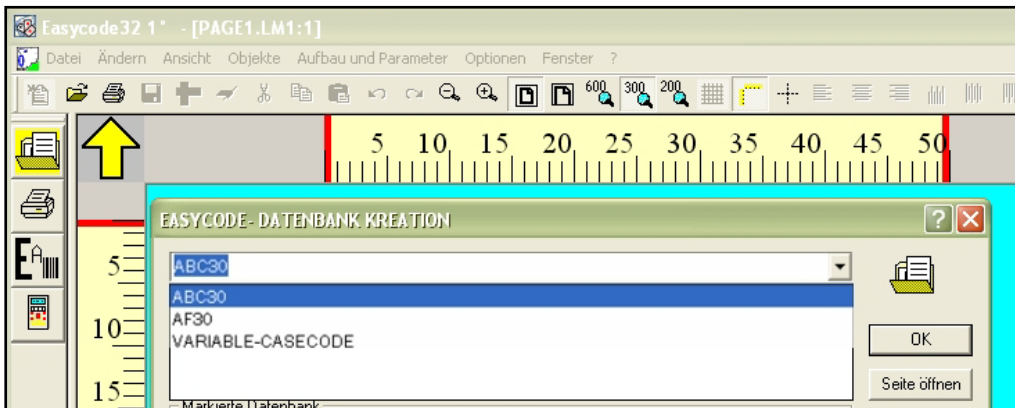 Easycode32 1* - [PAGE1.LM1:1]
Datei Ändern Ansicht Objekte Aufbau und Parameter Optionen Fenster ?
600 300 200
5 10 15 20 25 30 35 40 45 50
EASYCODE- DATENBANK KREATION ?
E A
5
ABC30
ABC30
AF30
10
VARIABLE-CASECODE
OK
15
Seite öffnen
Markierte Datenbank